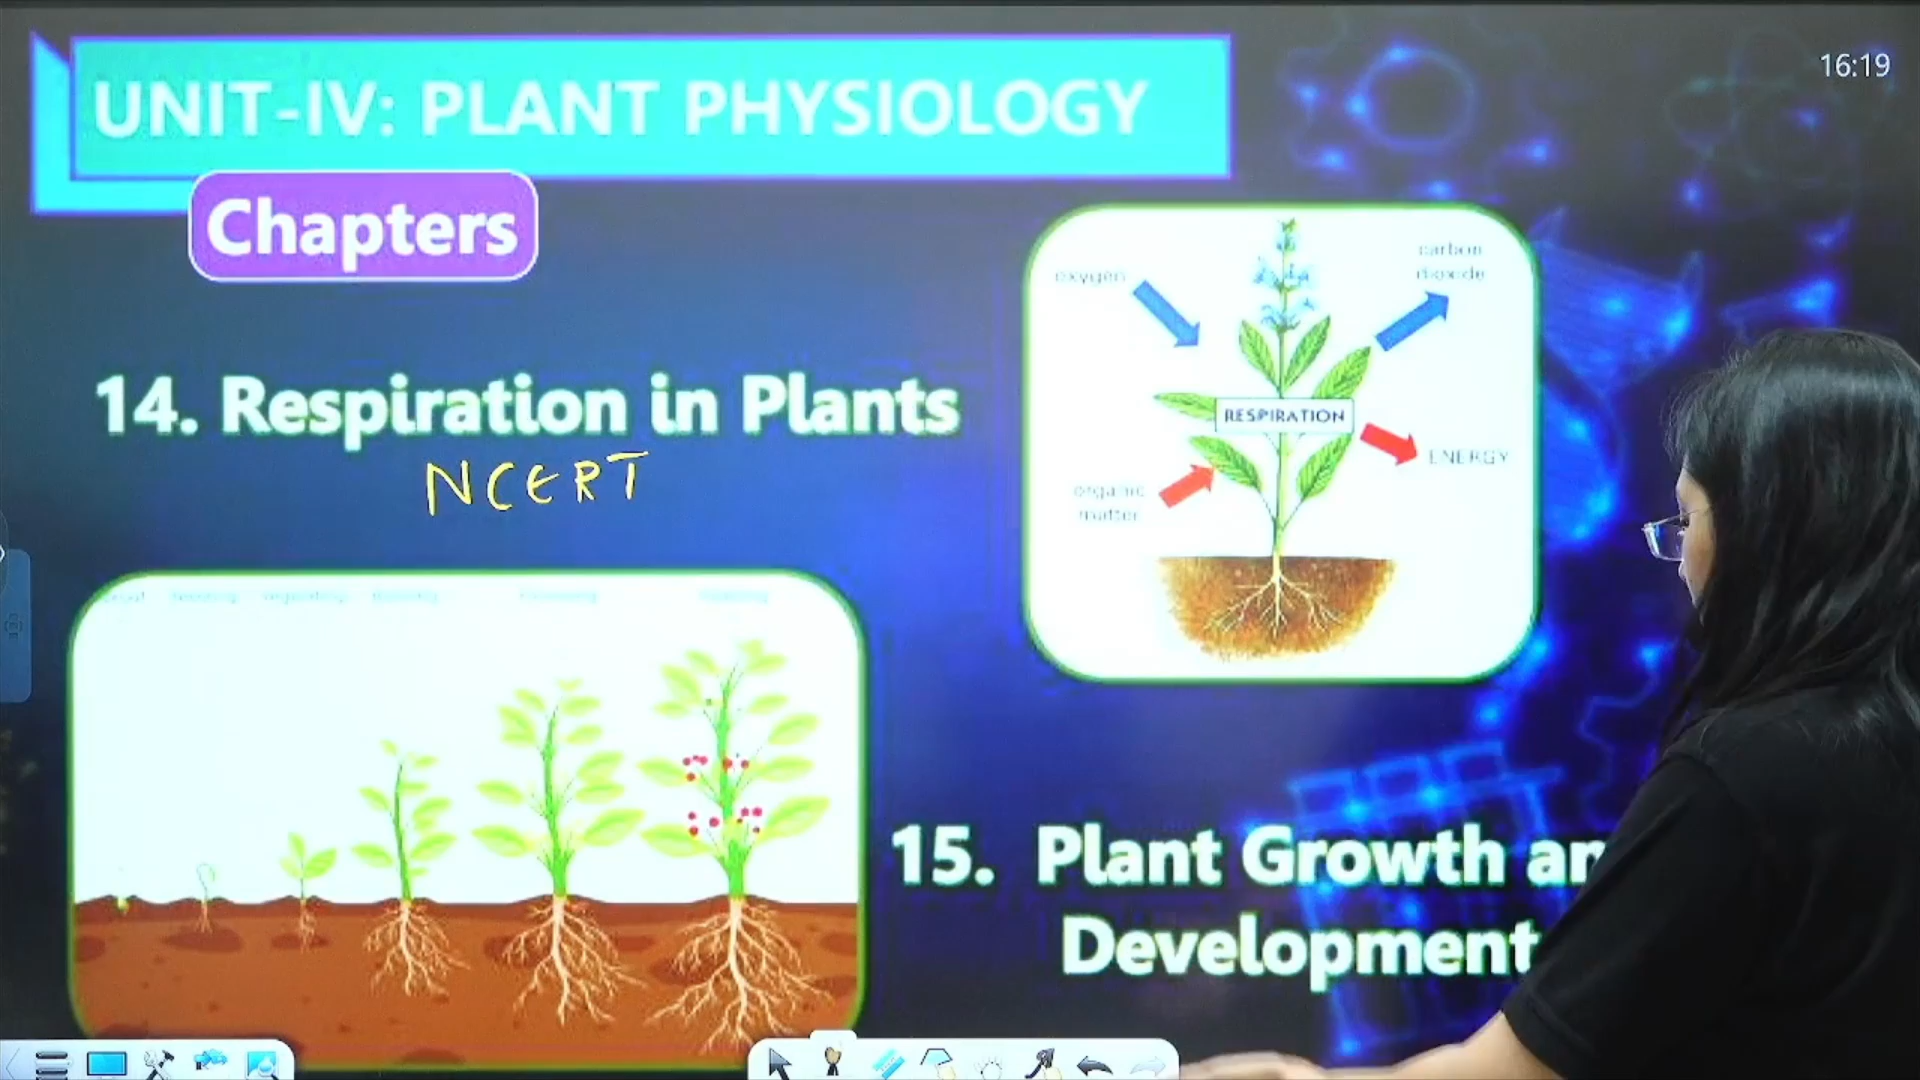 UNIT-IV: PLANT PHYSIOLOGY
16:19
Chapters
14. Respiration in Plants
NCERT
oxygen
carbon
dioxide
RESPIRATION
ENERGY
organic
matter
15. Plant Growth an
Development